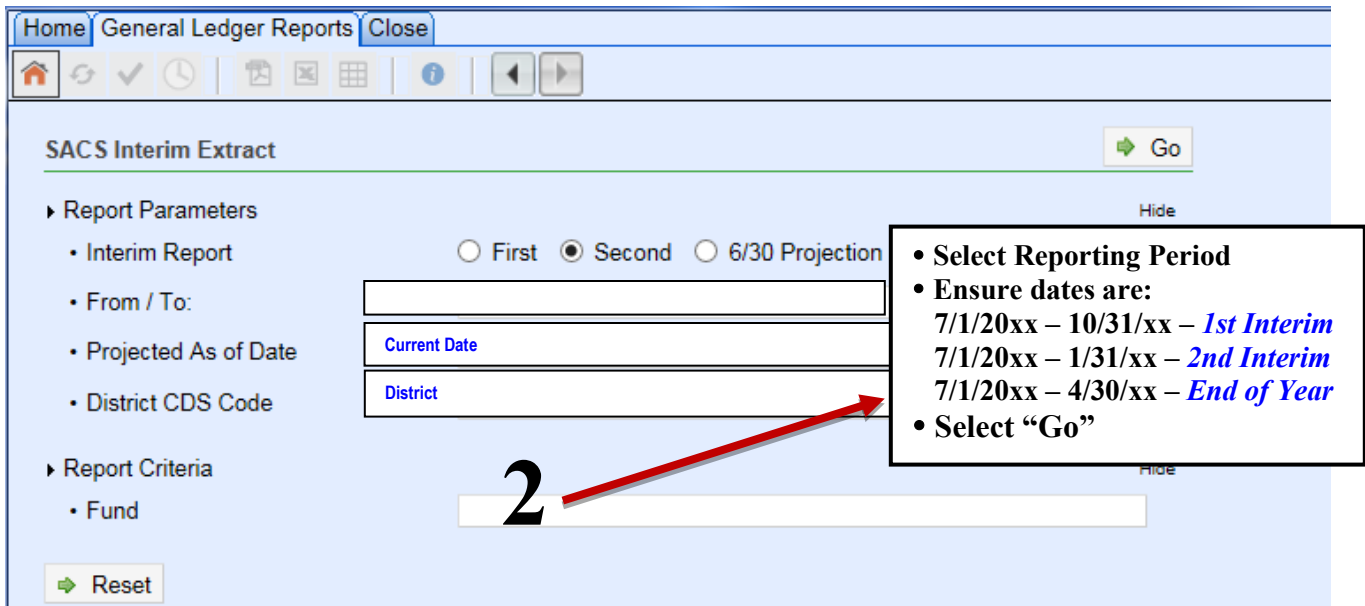 Home General Ledger Reports Close
SACS Interim Extract
Go
Report Parameters
Hide
• Interim Report
First Second 6/30 Projection
• From / To:
• Projected As of Date
Current Date
• District CDS Code
District
• Select Reporting Period
• Ensure dates are:
7/1/20xx – 10/31/xx – 1st Interim
7/1/20xx – 1/31/xx – 2nd Interim
7/1/20xx – 4/30/xx – End of Year
• Select “Go”
Report Criteria
Hide
2
• Fund
Reset